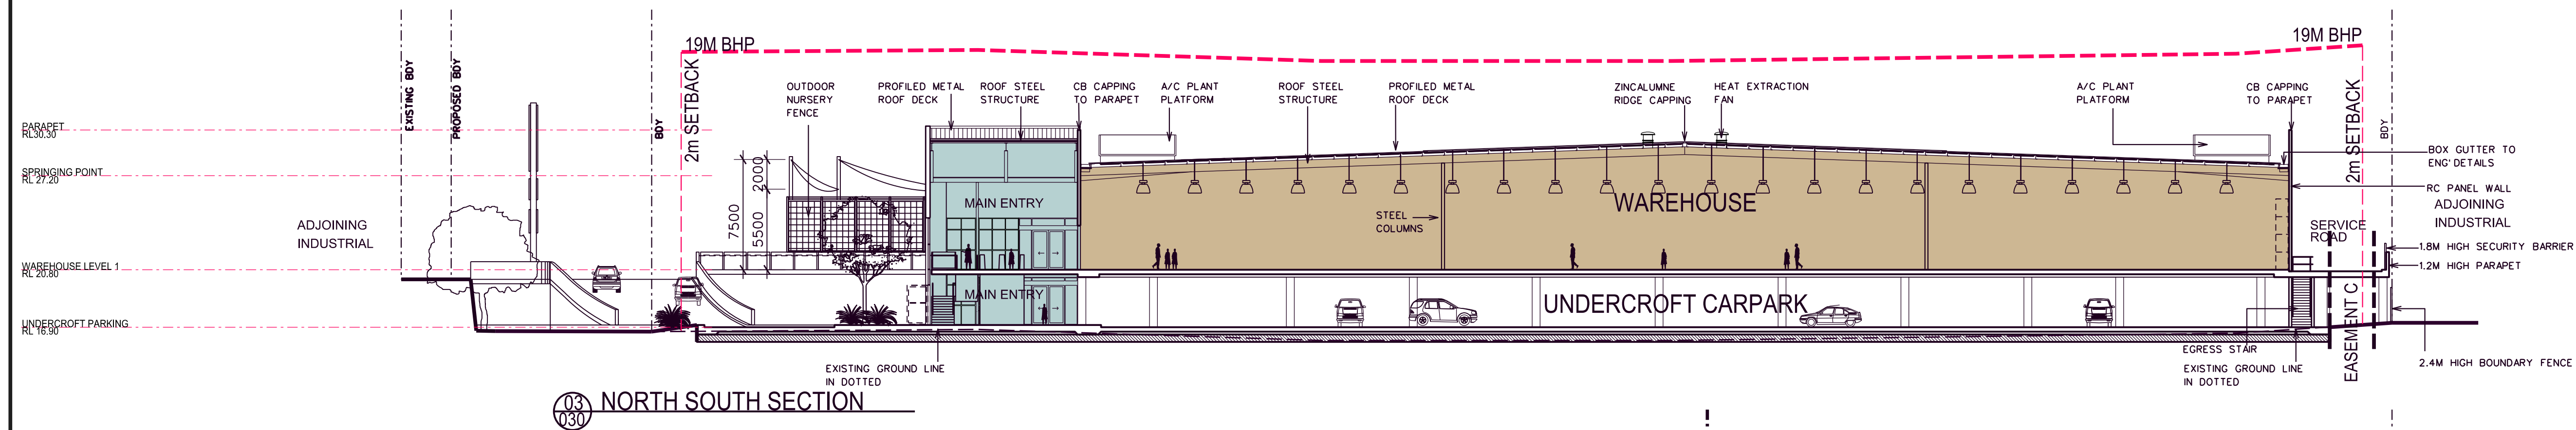 19M BHP
19M BHP
EXISTING BDY
PROPOSED BDY
BDY
2m SETBACK
OUTDOOR
NURSERY
FENCE
PROFILED METAL
ROOF DECK
ROOF STEEL
STRUCTURE
CB CAPPING
TO PARAPET
A/C PLANT
PLATFORM
ROOF STEEL
STRUCTURE
PROFILED METAL
ROOF DECK
ZINCALUMNE
RIDGE CAPPING
HEAT EXTRACTION
FAN
A/C PLANT
PLATFORM
CB CAPPING
TO PARAPET
2m SETBACK
BDY
PARAPET
RL30.30
SPRINGING POINT
RL 27.20
WAREHOUSE LEVEL 1
RL 20.80
UNDERCROFT PARKING
RL 16.90
ADJOINING
INDUSTRIAL
7500
2000
5500
MAIN ENTRY
MAIN ENTRY
STEEL
COLUMNS
WAREHOUSE
UNDERCROFT CARPARK
BOX GUTTER TO
ENG' DETAILS
RC PANEL WALL
ADJOINING
INDUSTRIAL
SERVICE
ROAD
1.8M HIGH SECURITY BARRIER
1.2M HIGH PARAPET
EASEMENT C
EGRESS STAIR
EXISTING GROUND LINE
IN DOTTED
2.4M HIGH BOUNDARY FENCE
EXISTING GROUND LINE
IN DOTTED
03
030
NORTH SOUTH SECTION
!